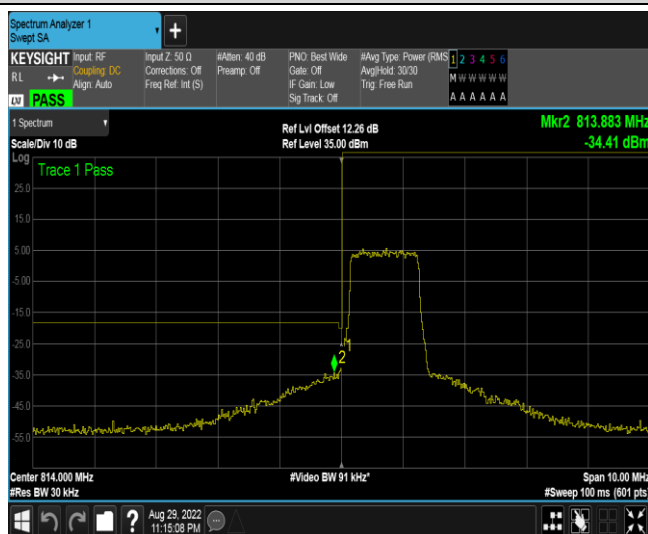 Spectrum Analyzer 1
Swept SA
+
KEYSIGHT
RL
PASS
Input: RF
Coupling: DC
Align: Auto
Input Z: 50 Ω
Corrections: Off
Freq Ref: Int (S)
#Atten: 40 dB
Preamp: Off
PNO: Best Wide
Gate: Off
IF Gain: Low
Sig Track: Off
#Avg Type: Power (RMS
Avg|Hold: 30/30
Trig: Free Run
1 2 3 4 5 6
M W W W W W
A A A A A A
1 Spectrum
Scale/Div 10 dB
Ref Lvl Offset 12.26 dB
Ref Level 35.00 dBm
Mkr2 813.883 MHz
-34.41 dBm
Log
Trace 1 Pass
25.0
15.0
5.00
-5.00
-15.0
-25.0
-35.0
-45.0
-55.0
2
Center 814.000 MHz
#Video BW 91 kHz*
Span 10.00 MHz
#Res BW 30 kHz
#Sweep 100 ms (601 pts)
?
Aug 29, 2022
11:15:08 PM